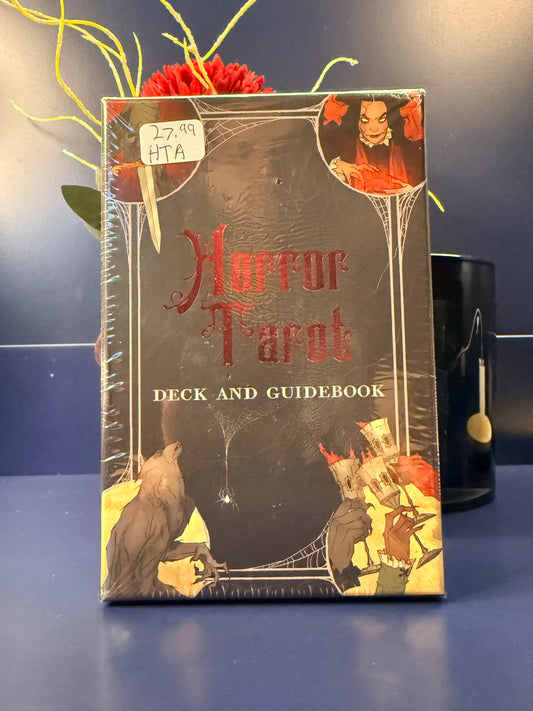 27.99
HTA
Horror
Tarot
DECK AND GUIDEBOOK